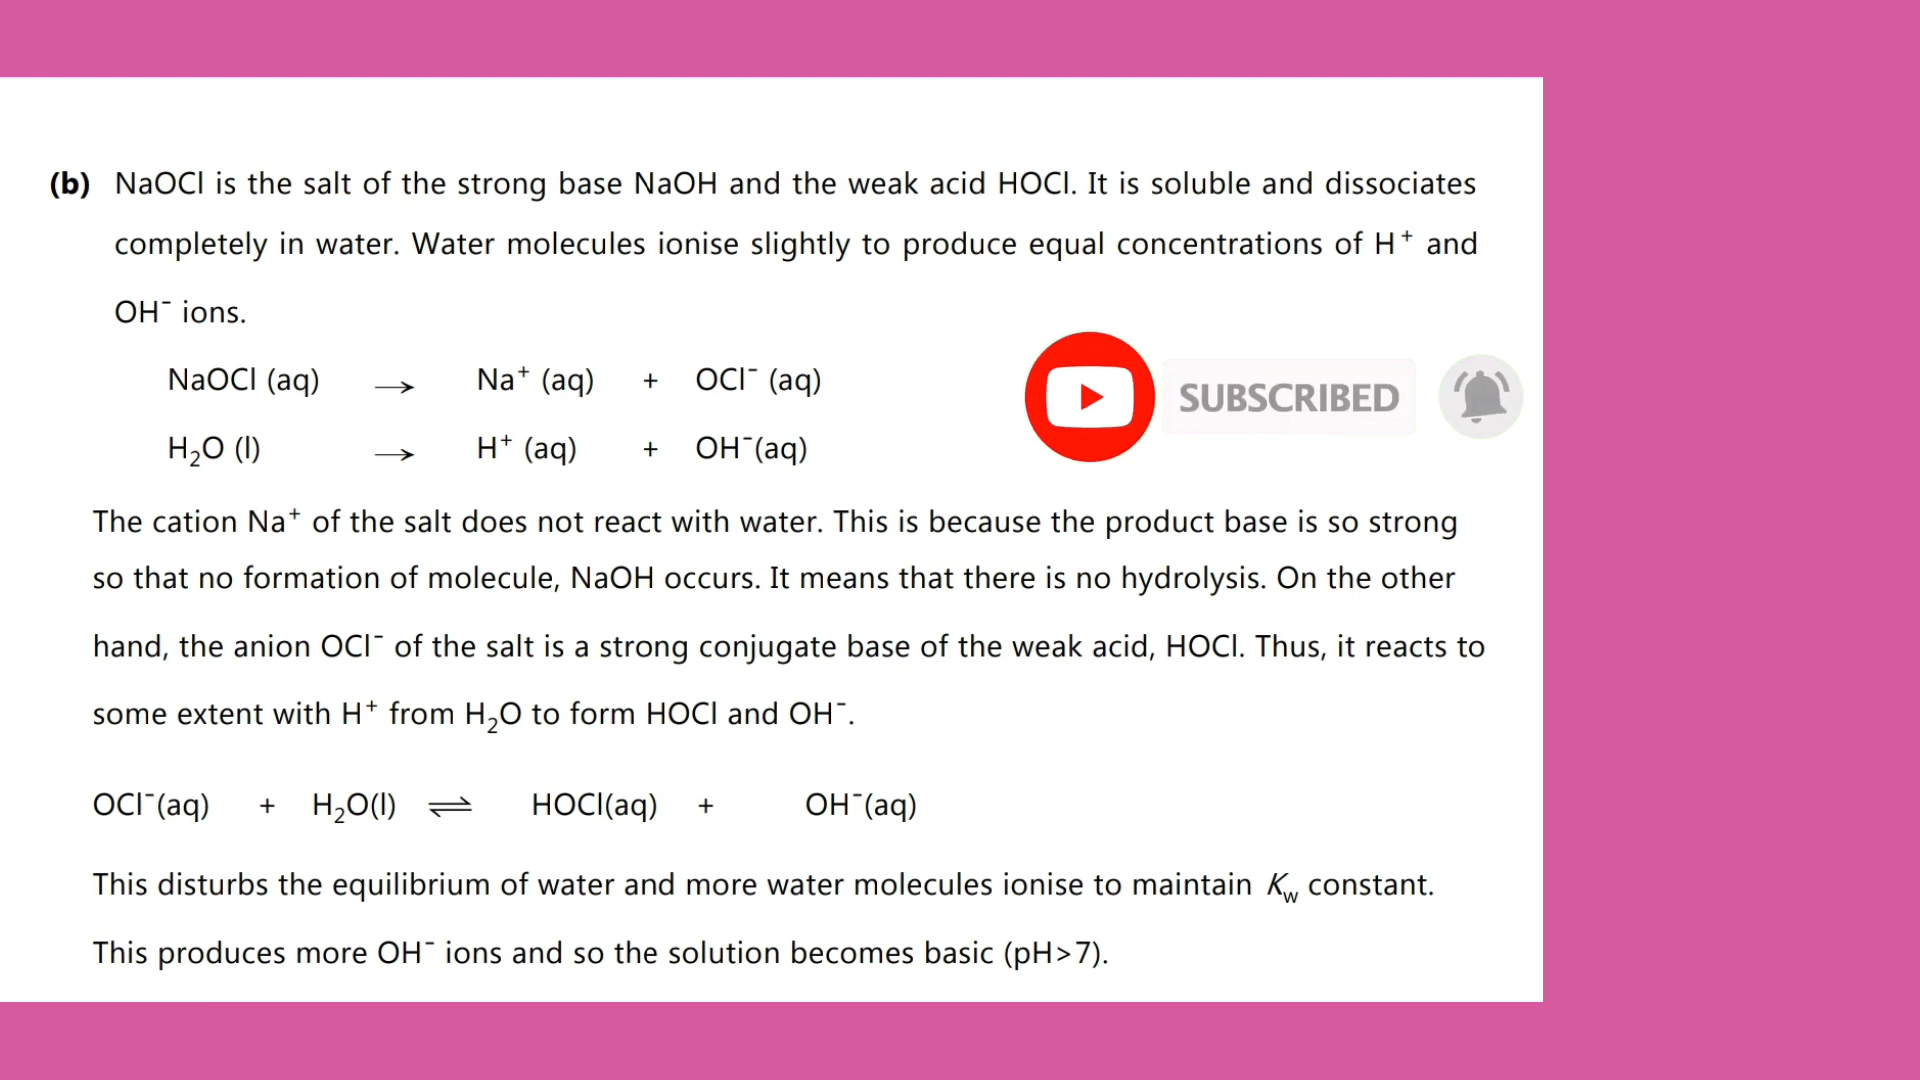 (b) NaOCl is the salt of the strong base NaOH and the weak acid HOCl. It is soluble and dissociates
completely in water. Water molecules ionise slightly to produce equal concentrations of H⁺ and
OH⁻ ions.
NaOCl (aq) → Na⁺ (aq) + OCl⁻ (aq)
SUBSCRIBED
H₂O (l) → H⁺ (aq) + OH⁻(aq)
The cation Na⁺ of the salt does not react with water. This is because the product base is so strong
so that no formation of molecule, NaOH occurs. It means that there is no hydrolysis. On the other
hand, the anion OCl⁻ of the salt is a strong conjugate base of the weak acid, HOCl. Thus, it reacts to
some extent with H⁺ from H₂O to form HOCl and OH⁻.
OCl⁻(aq) + H₂O(l) ⇌ HOCl(aq) + OH⁻(aq)
This disturbs the equilibrium of water and more water molecules ionise to maintain K_w constant.
This produces more OH⁻ ions and so the solution becomes basic (pH>7).